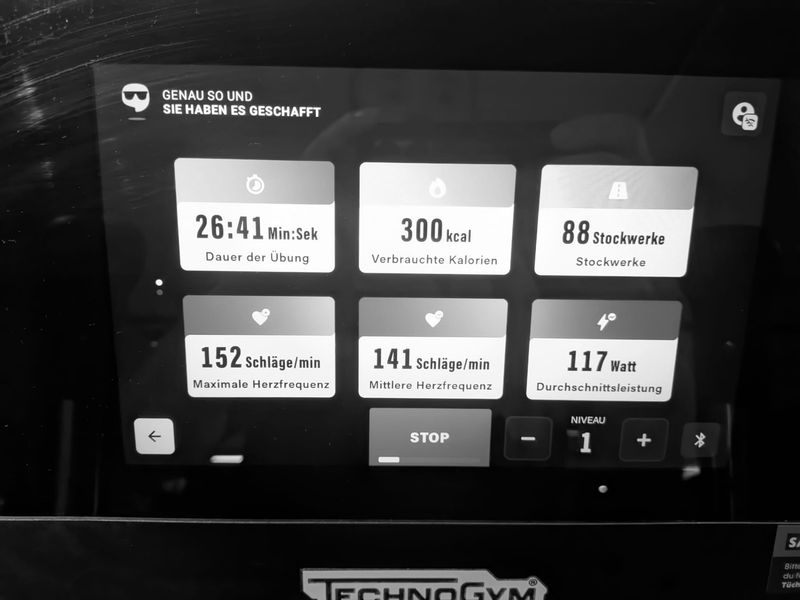 GENAU SO UND
SIE HABEN ES GESCHAFFT
26:41 Min:Sek
Dauer der Übung
300 kcal
Verbrauchte Kalorien
88 Stockwerke
Stockwerke
152 Schläge/min
Maximale Herzfrequenz
141 Schläge/min
Mittlere Herzfrequenz
117 Watt
Durchschnittsleistung
STOP
NIVEAU
1
TECHNOGYM®
Bitte